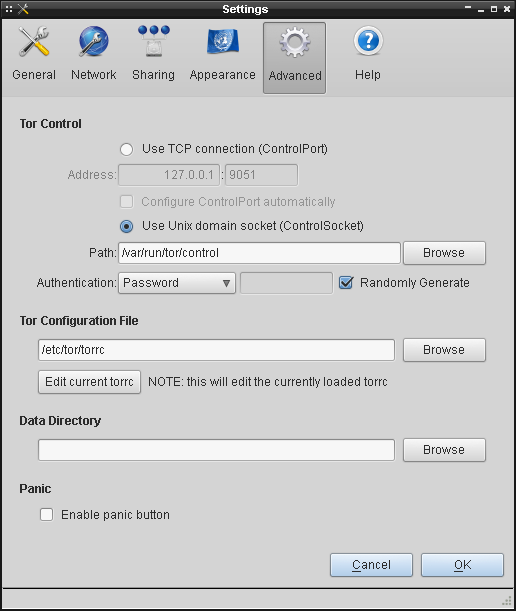 Settings
General Network Sharing Appearance Advanced Help
Tor Control
Use TCP connection (ControlPort)
Address: 127.0.0.1 : 9051
Configure ControlPort automatically
Use Unix domain socket (ControlSocket)
Path: /var/run/tor/control Browse
Authentication: Password Randomly Generate
Tor Configuration File
/etc/tor/torrc Browse
Edit current torrc NOTE: this will edit the currently loaded torrc
Data Directory
Browse
Panic
Enable panic button
Cancel OK